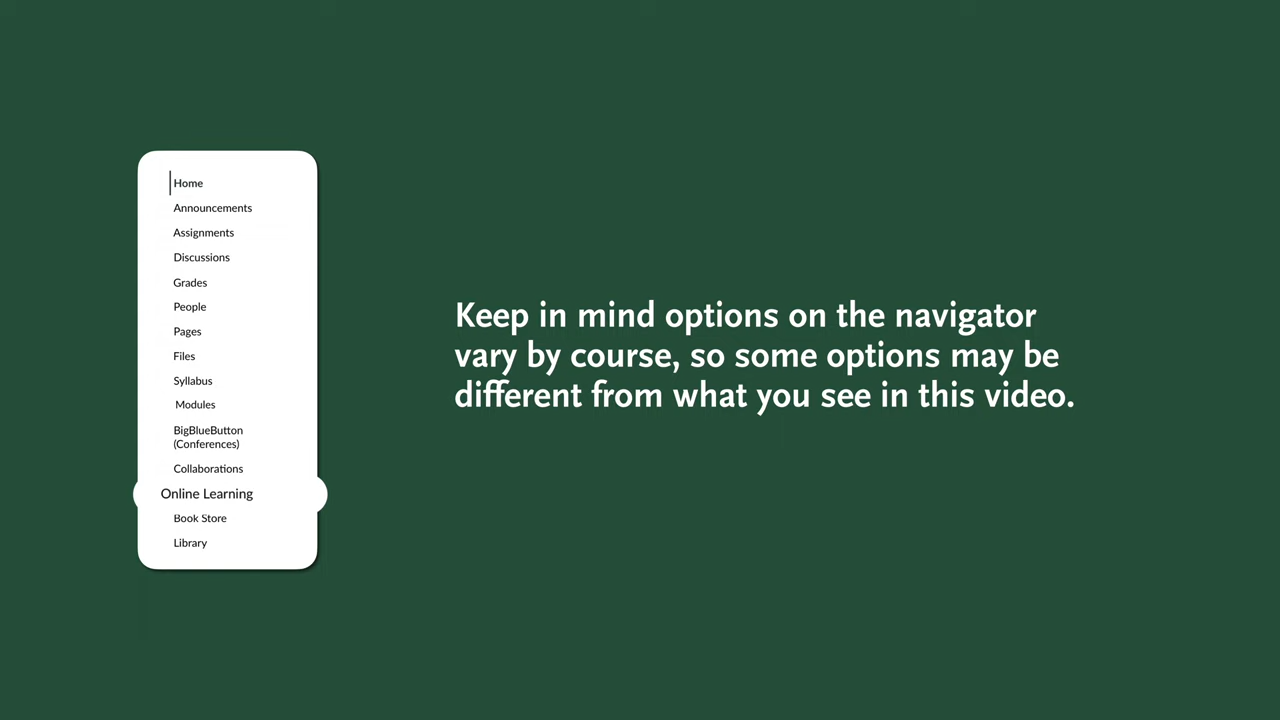 Home
Announcements
Assignments
Discussions
Grades
People
Pages
Files
Syllabus
Modules
BigBlueButton
(Conferences)
Collaborations
Online Learning
Book Store
Library
Keep in mind options on the navigator
vary by course, so some options may be
different from what you see in this video.